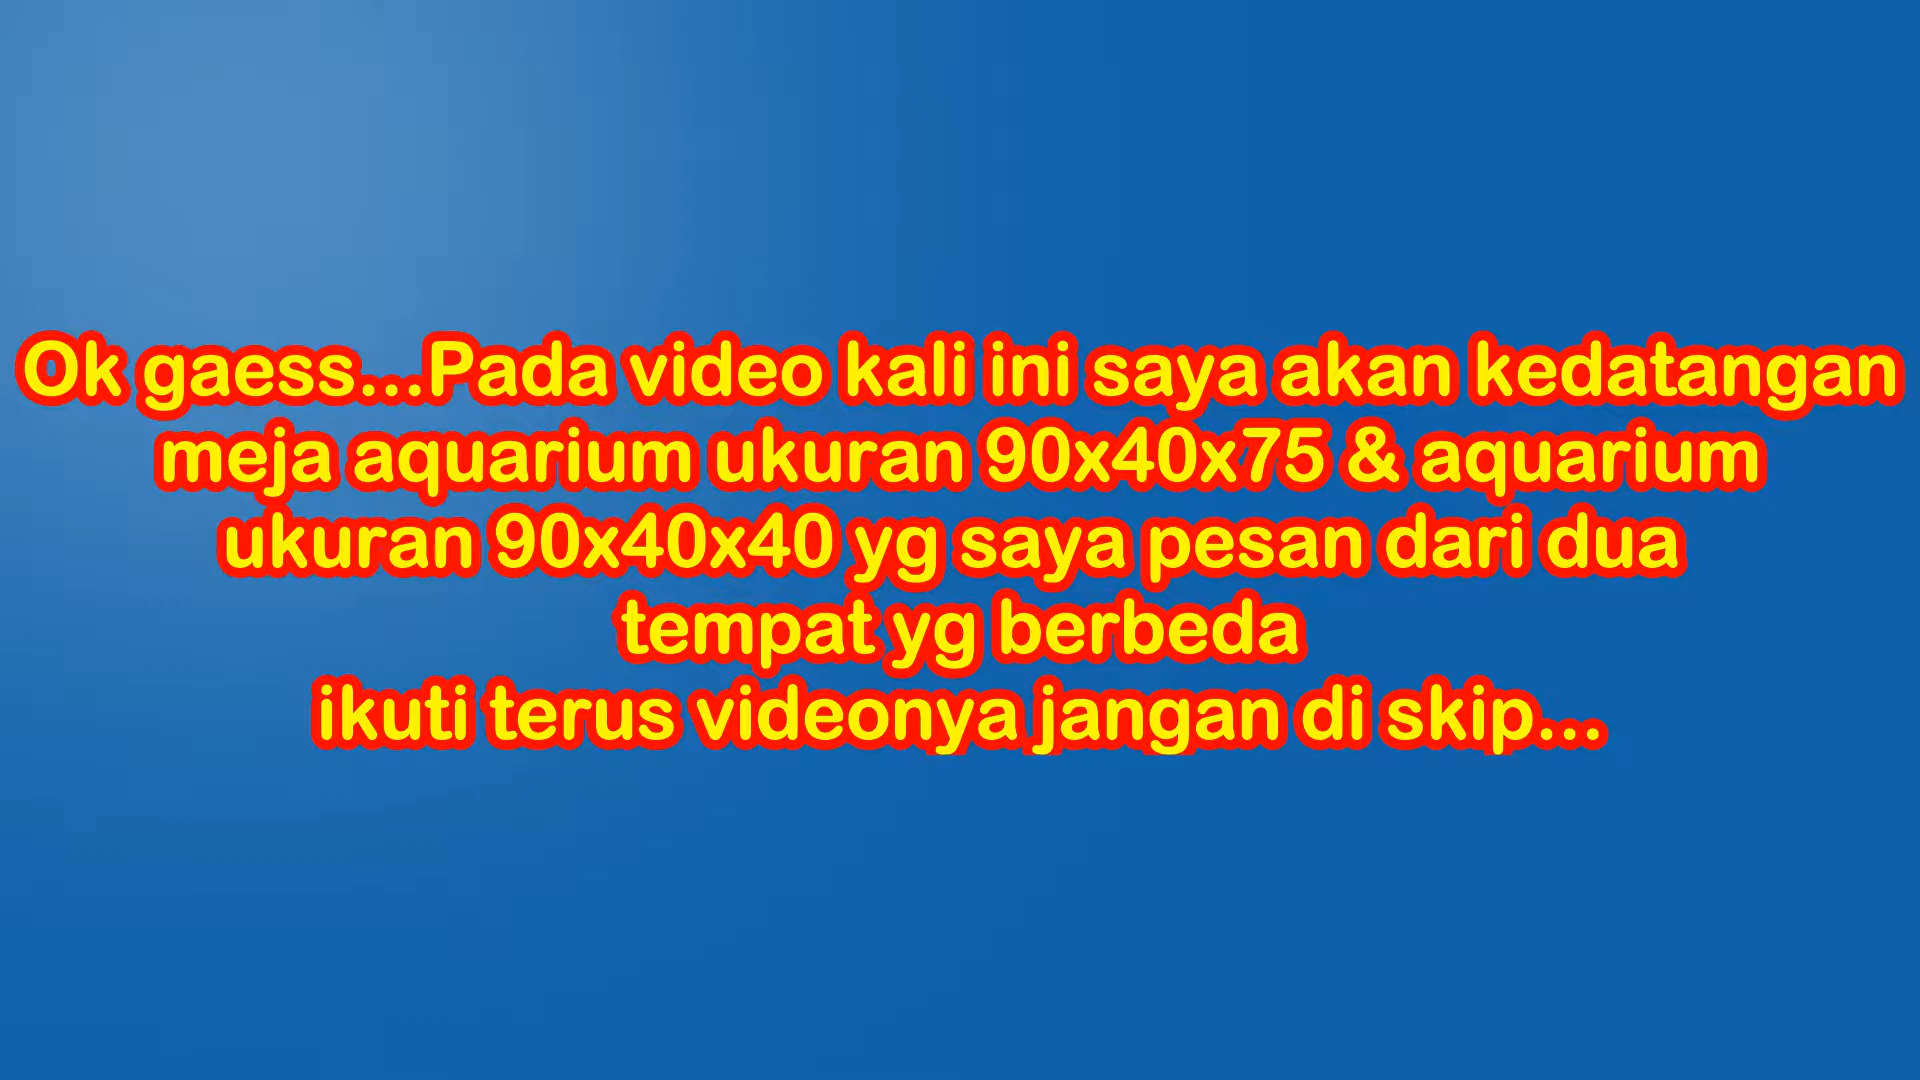 Ok gaess...Pada video kali ini saya akan kedatangan
meja aquarium ukuran 90x40x75 & aquarium
ukuran 90x40x40 yg saya pesan dari dua
tempat yg berbeda
ikuti terus videonya jangan di skip...